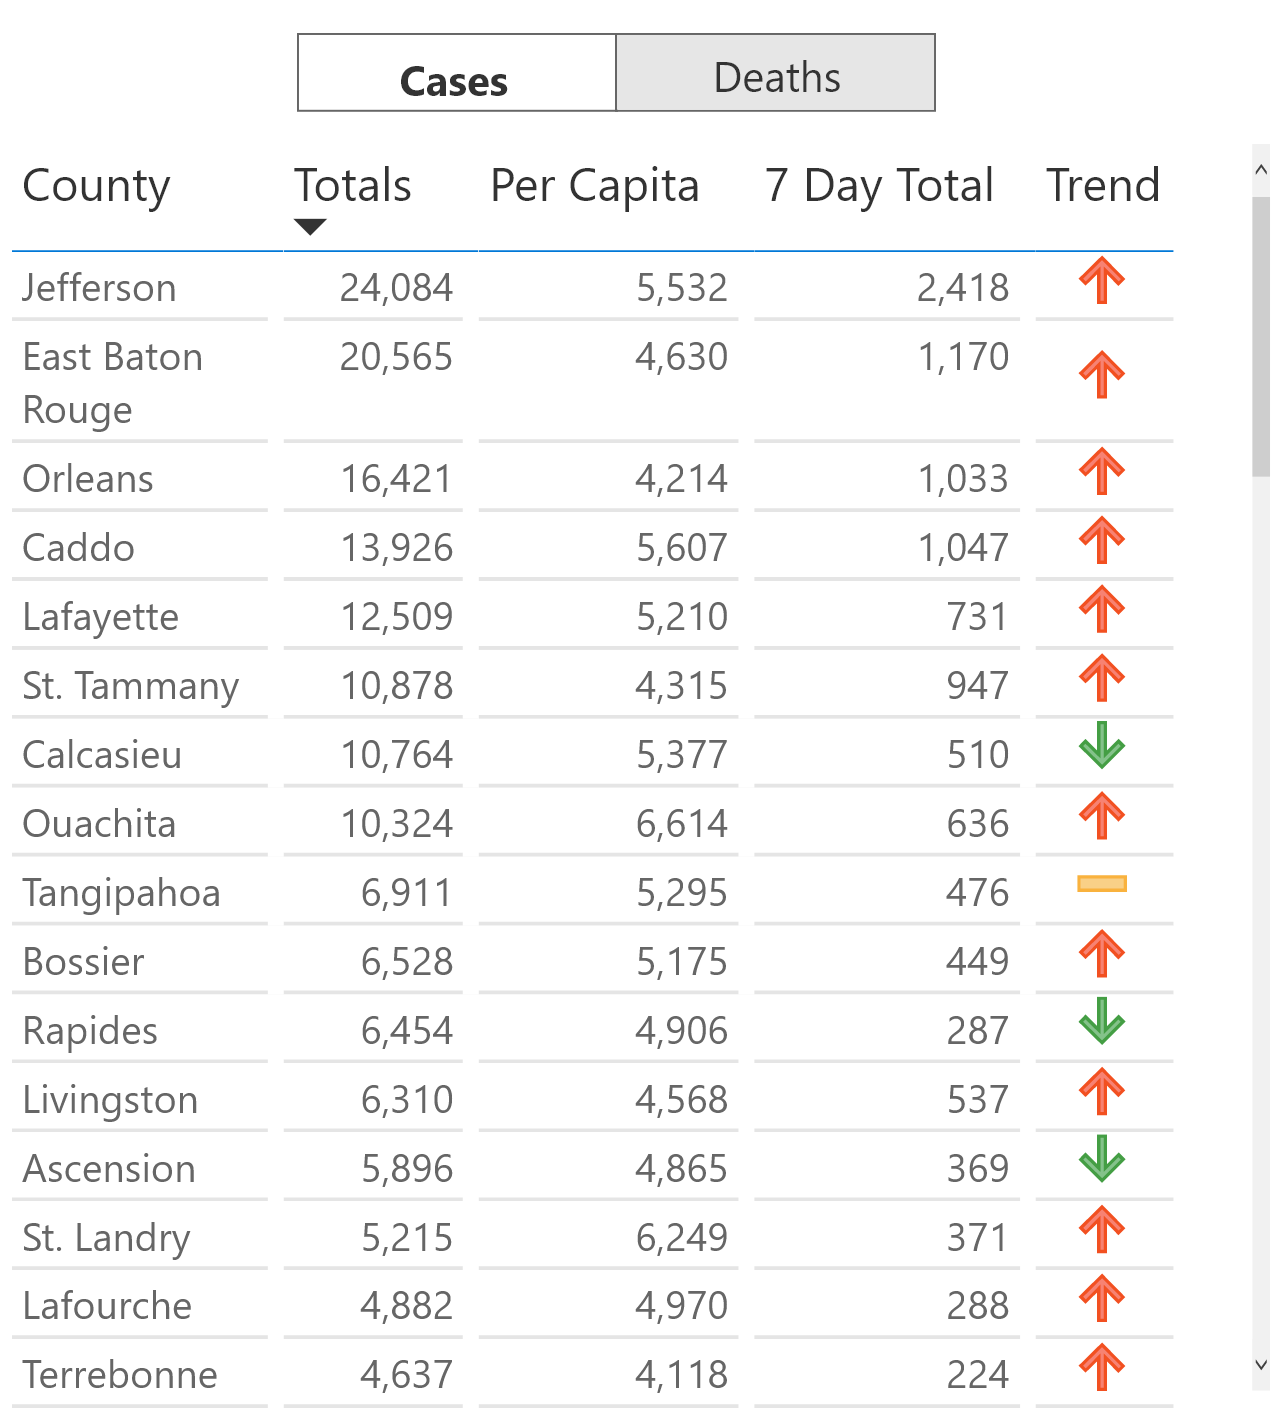 Cases Deaths
County Totals Per Capita 7 Day Total Trend
Jefferson 24,084 5,532 2,418
East Baton 20,565 4,630 1,170
Rouge
Orleans 16,421 4,214 1,033
Caddo 13,926 5,607 1,047
Lafayette 12,509 5,210 731
St. Tammany 10,878 4,315 947
Calcasieu 10,764 5,377 510
Ouachita 10,324 6,614 636
Tangipahoa 6,911 5,295 476
Bossier 6,528 5,175 449
Rapides 6,454 4,906 287
Livingston 6,310 4,568 537
Ascension 5,896 4,865 369
St. Landry 5,215 6,249 371
Lafourche 4,882 4,970 288
Terrebonne 4,637 4,118 224